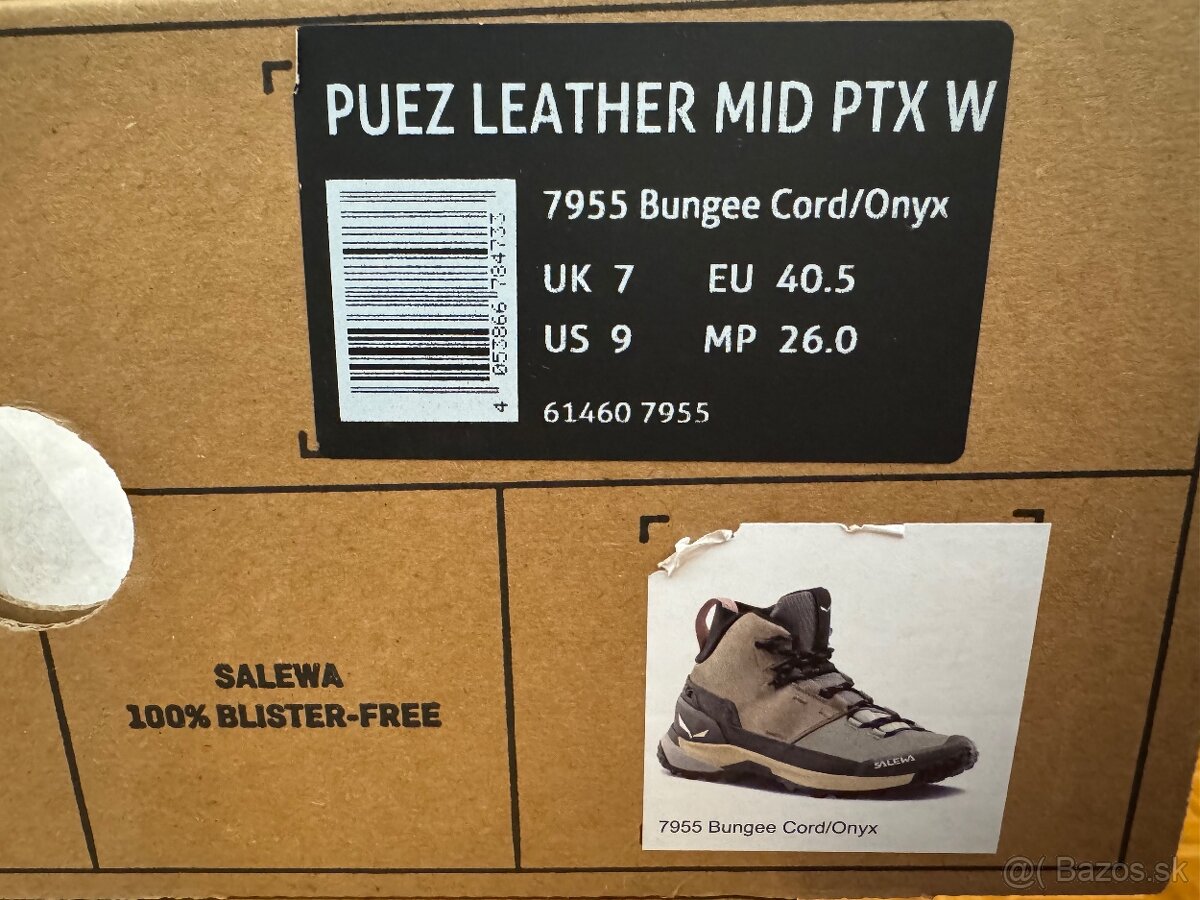 PUEZ LEATHER MID PTX W
7955 Bungee Cord/Onyx
UK 7 EU 40.5
US 9 MP 26.0
61460 7955
4 053866 784733
SALEWA
100% BLISTER-FREE
SALEWA
7955 Bungee Cord/Onyx
@( Bazos.sk